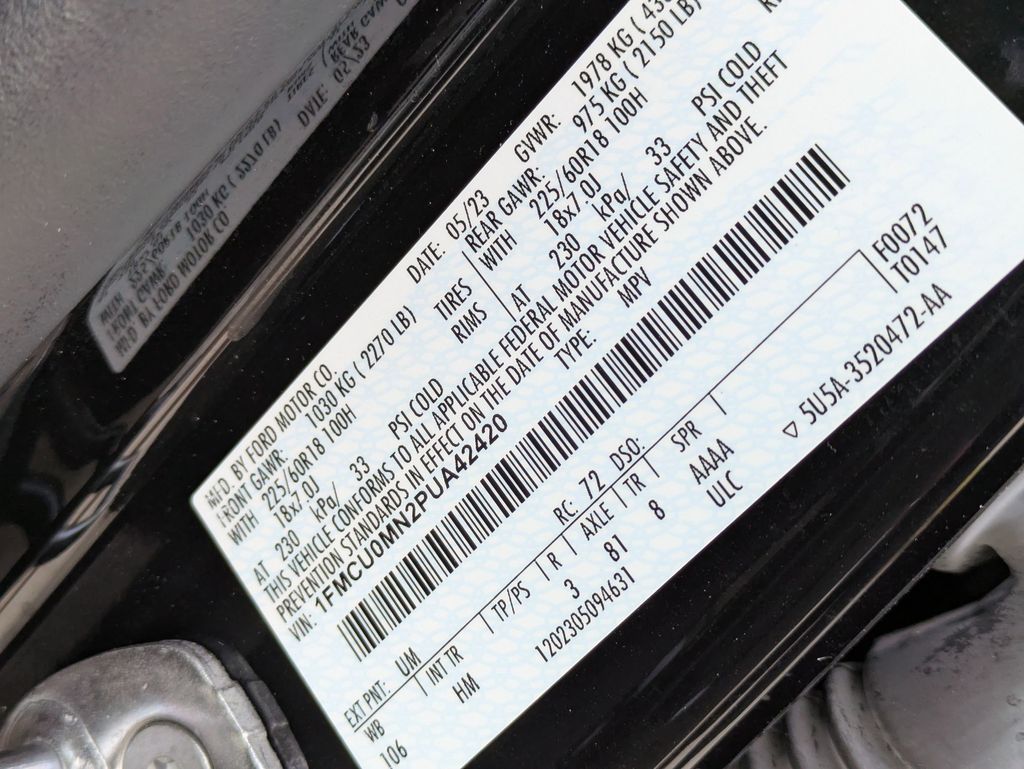 MFD. BY FORD MOTOR CO.
DATE: 05/23
GVWR: 1978 KG
FRONT GAWR: 1030 KG ( 2270 LB)
REAR GAWR: 975 KG ( 2150 LB)
WITH 225/60R18 100H TIRES
WITH 225/60R18 100H
18x7.0J RIMS
18x7.0J
AT 230 kPa/ 33 PSI COLD
AT 230 kPa/ 33 PSI COLD
THIS VEHICLE CONFORMS TO ALL APPLICABLE FEDERAL MOTOR VEHICLE SAFETY AND THEFT
PREVENTION STANDARDS IN EFFECT ON THE DATE OF MANUFACTURE SHOWN ABOVE.
VIN: 1FMCU0MN2PUA42420
TYPE: MPV
F0072
T0147
EXT PNT: UM RC: 72 DSO:
WB INT TR TP/PS R AXLE TR SPR
106 HM 3 81 8 AAAA
ULC
12023050946​31
▽ 5U5A-3520472-AA